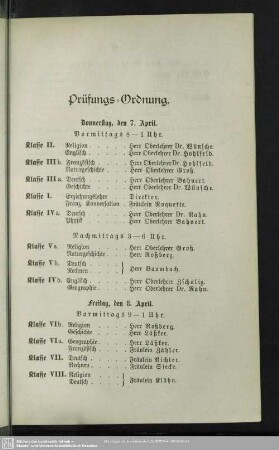 Prüfungs-Ordnung.
Donnerstag, den 7. April.
Vormittags 8–1 Uhr.
Klasse II. Religion . . . . . Herr Oberlehrer Dr. Wünsche.
Englisch . . . . . Herr Oberlehrer Dr. Hohlfeld.
Klasse III b. Französisch . . . . Herr Oberlehrer Dr. Hohlfeld.
Naturgeschichte . . . . Herr Oberlehrer Groß.
Klasse III a. Deutsch . . . . . Herr Oberlehrer Bahnert.
Geschichte . . . . . Herr Oberlehrer Dr. Wünsche.
Klasse I. Erziehungslehre . . . Direktor.
Franz. Konversation . . Fräulein Roquette.
Klasse IV a. Deutsch . . . . . Herr Oberlehrer Dr. Kahn.
Physik . . . . . Herr Oberlehrer Bahnert.
Nachmittags 3–6 Uhr.
Klasse V a. Religion . . . . . Herr Oberlehrer Groß.
Naturgeschichte . . . . Herr Roßberg.
Klasse V b. Deutsch . . . . .
Rechnen . . . . . } Herr Baumbach.
Klasse IV b. Englisch . . . . . Herr Oberlehrer Zschalig.
Geographie . . . . . Herr Oberlehrer Dr. Kahn.
Freitag, den 8. April.
Vormittags 9–1 Uhr.
Klasse VI b. Religion . . . . . Herr Roßberg.
Geschichte . . . . . Herr Läßker.
Klasse VI a. Geographie . . . . Herr Läßker.
Französisch . . . . . Fräulein Zähler.
Klasse VII. Deutsch . . . . . Fräulein Richter.
Rechnen . . . . . Fräulein
Klasse VIII. Religion . . . . .
Deutsch . . . . . } Fräulein